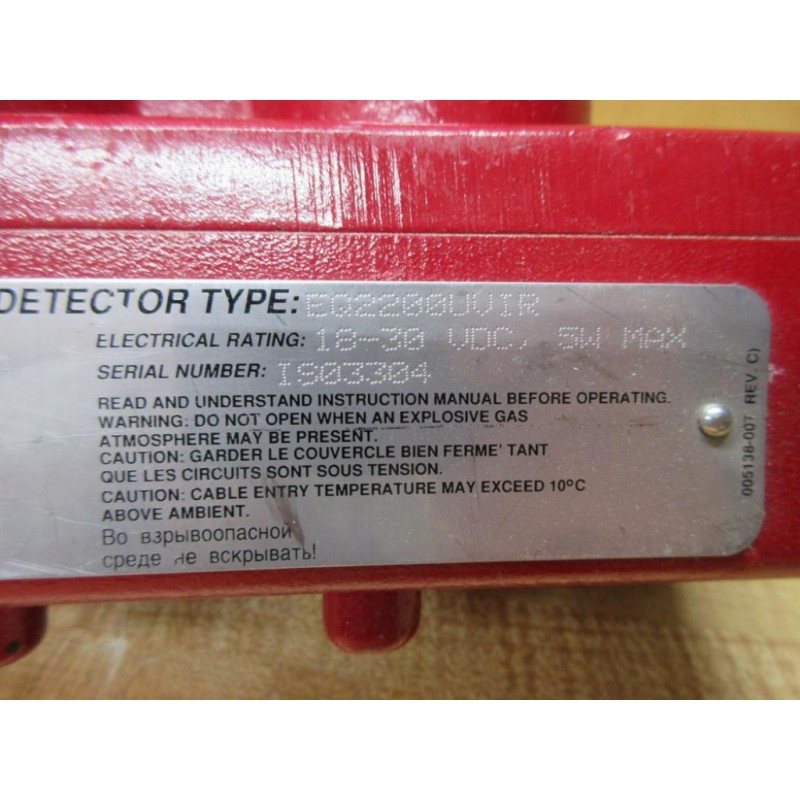 DETECTOR TYPE: EQ2200UVIR
ELECTRICAL RATING: 18-30 VDC, 5W MAX
SERIAL NUMBER: I903304
READ AND UNDERSTAND INSTRUCTION MANUAL BEFORE OPERATING.
WARNING: DO NOT OPEN WHEN AN EXPLOSIVE GAS
ATMOSPHERE MAY BE PRESENT.
CAUTION: GARDER LE COUVERCLE BIEN FERME' TANT
QUE LES CIRCUITS SONT SOUS TENSION.
CAUTION: CABLE ENTRY TEMPERATURE MAY EXCEED 10ºC
ABOVE AMBIENT.
Во взрывоопасной
среде не вскрывать!
005138-007 REV. C)